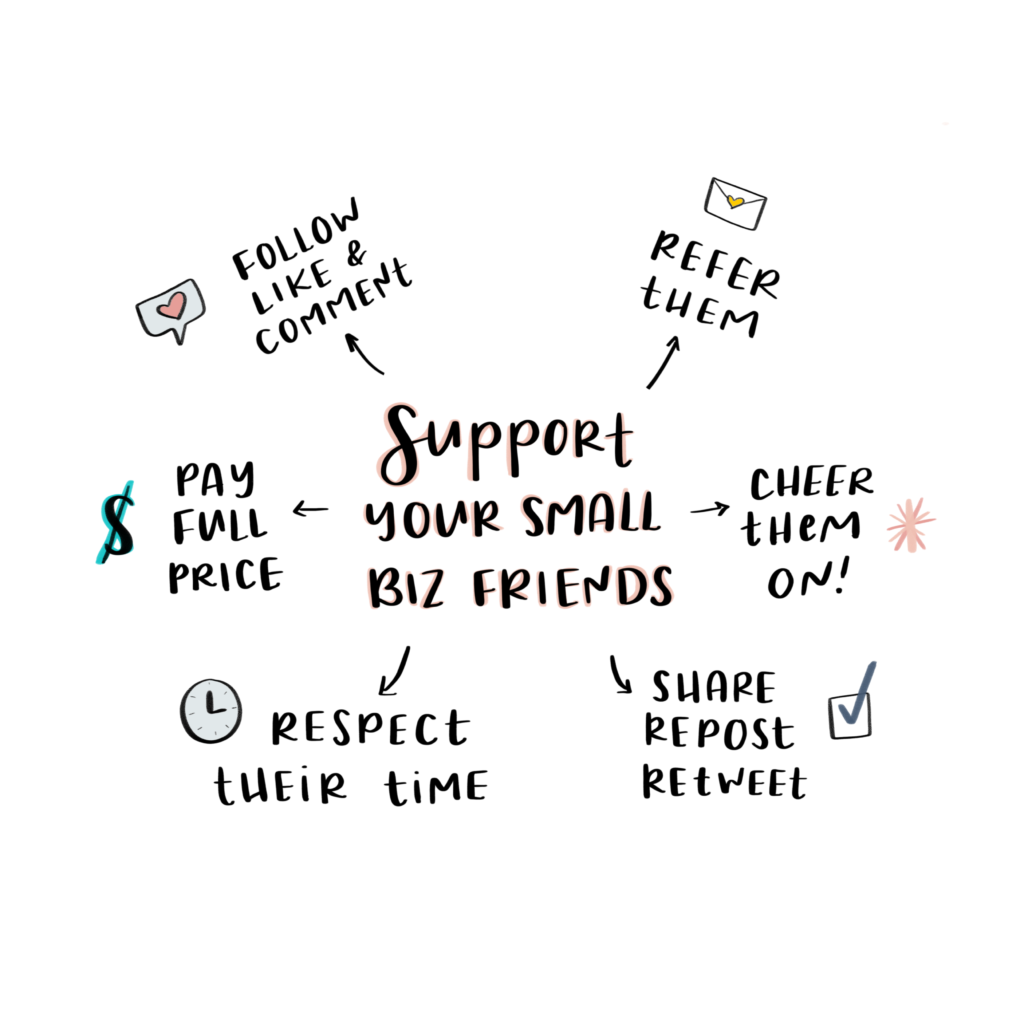 FOLLOW
LIKE &
COMMENT
REFER
tHEM
Support
YOUR SMALL
BIZ FRIENDS
$
PAY
FULL
PRICE
CHEER
tHEM
ON!
RESPECt
tHEiR tiME
SHARE
REPOSt
REtWEEt